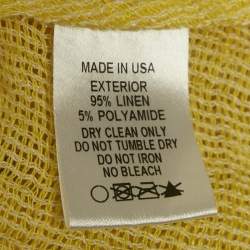 MADE IN USA
EXTERIOR
95% LINEN
5% POLYAMIDE
DRY CLEAN ONLY
DO NOT TUMBLE DRY
DO NOT IRON
NO BLEACH